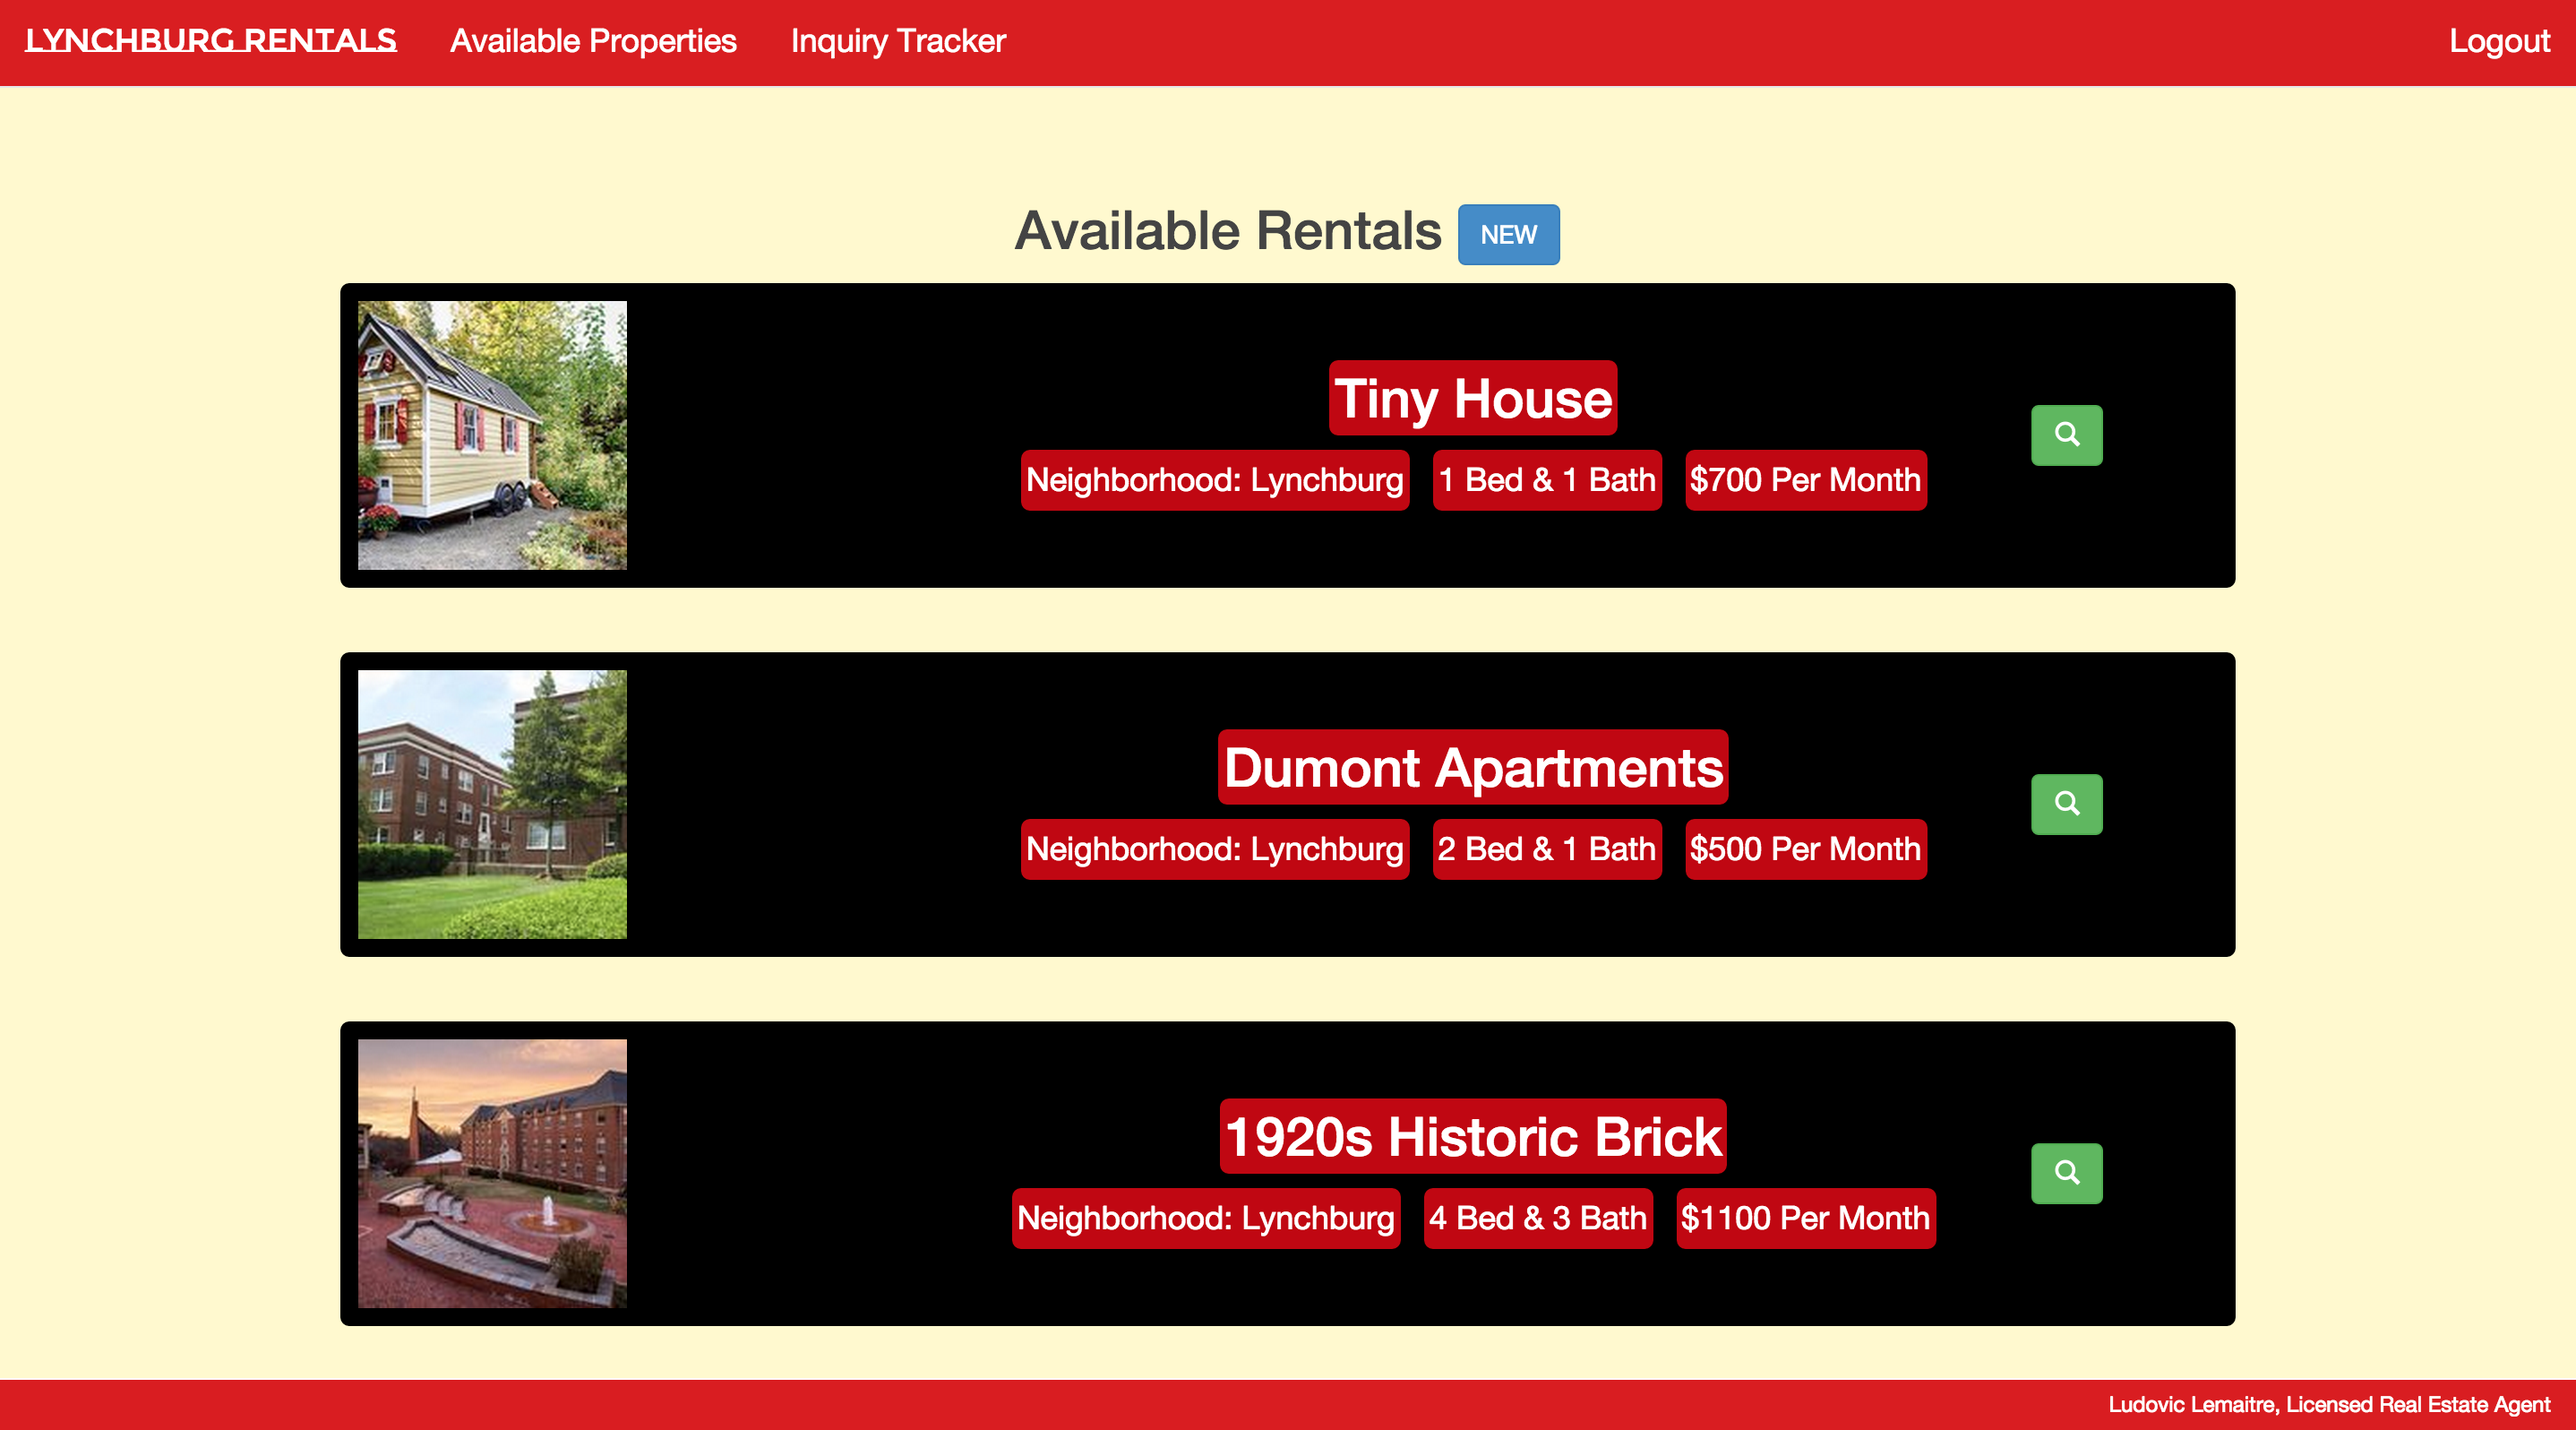 LYNCHBURG RENTALS Available Properties Inquiry Tracker Logout
Available Rentals NEW
Tiny House
Neighborhood: Lynchburg 1 Bed & 1 Bath $700 Per Month
Dumont Apartments
Neighborhood: Lynchburg 2 Bed & 1 Bath $500 Per Month
1920s Historic Brick
Neighborhood: Lynchburg 4 Bed & 3 Bath $1100 Per Month
Ludovic Lemaitre, Licensed Real Estate Agent